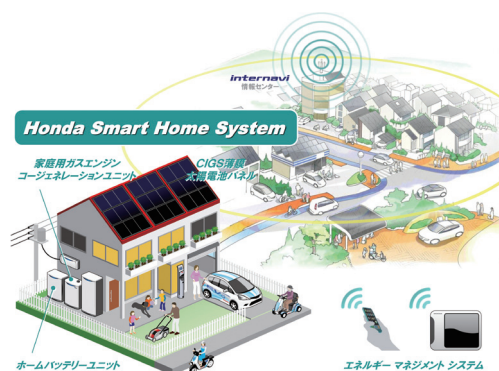 internavi
情報センター
Honda Smart Home System
家庭用ガスエンジン
コージェネレーションユニット
CIGS薄膜
太陽電池パネル
ホームバッテリーユニット
エネルギー マネジメント システム